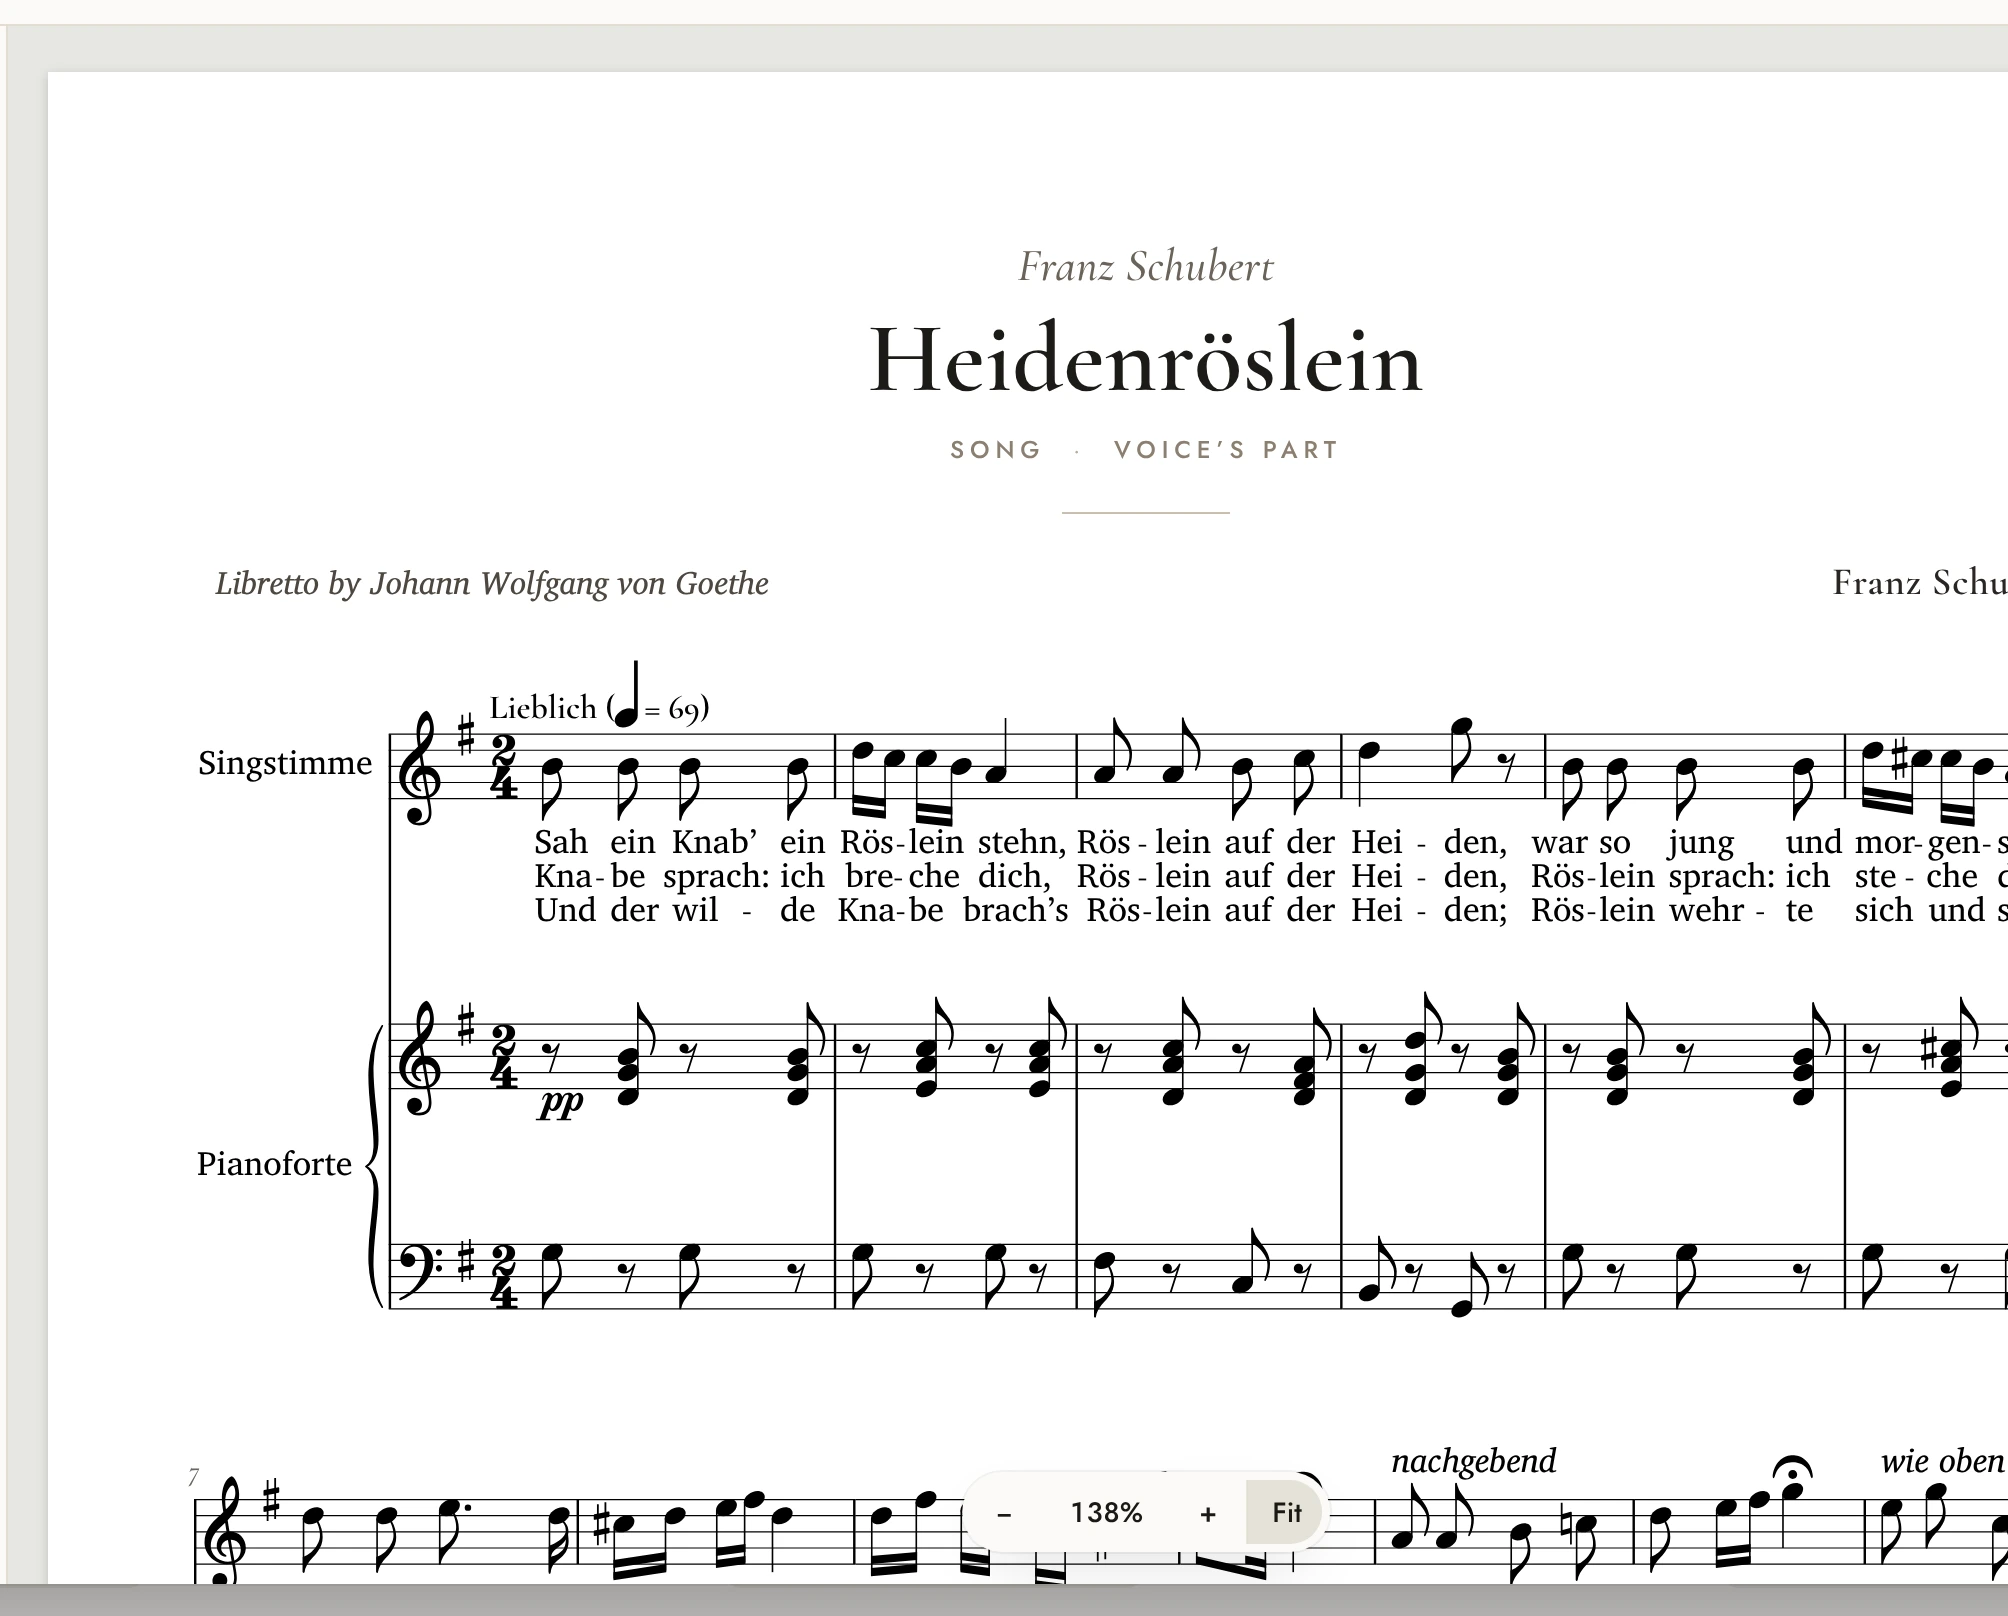 Franz Schubert
Heidenröslein
SONG · VOICE’S PART
Libretto by Johann Wolfgang von Goethe
Franz Schu
Lieblich (♩ = 69)
Singstimme
Sah ein Knab’ ein Rös-lein stehn, Rös - lein auf der Hei - den, war so jung und mor-gen-
Kna-be sprach: ich bre-che dich, Rös - lein auf der Hei - den, Rös-lein sprach: ich ste - che
Und der wil - de Kna-be brach’s Rös-lein auf der Hei - den; Rös-lein wehr - te sich und
pp
Pianoforte
nachgebend wie oben
7
− 138% + Fit